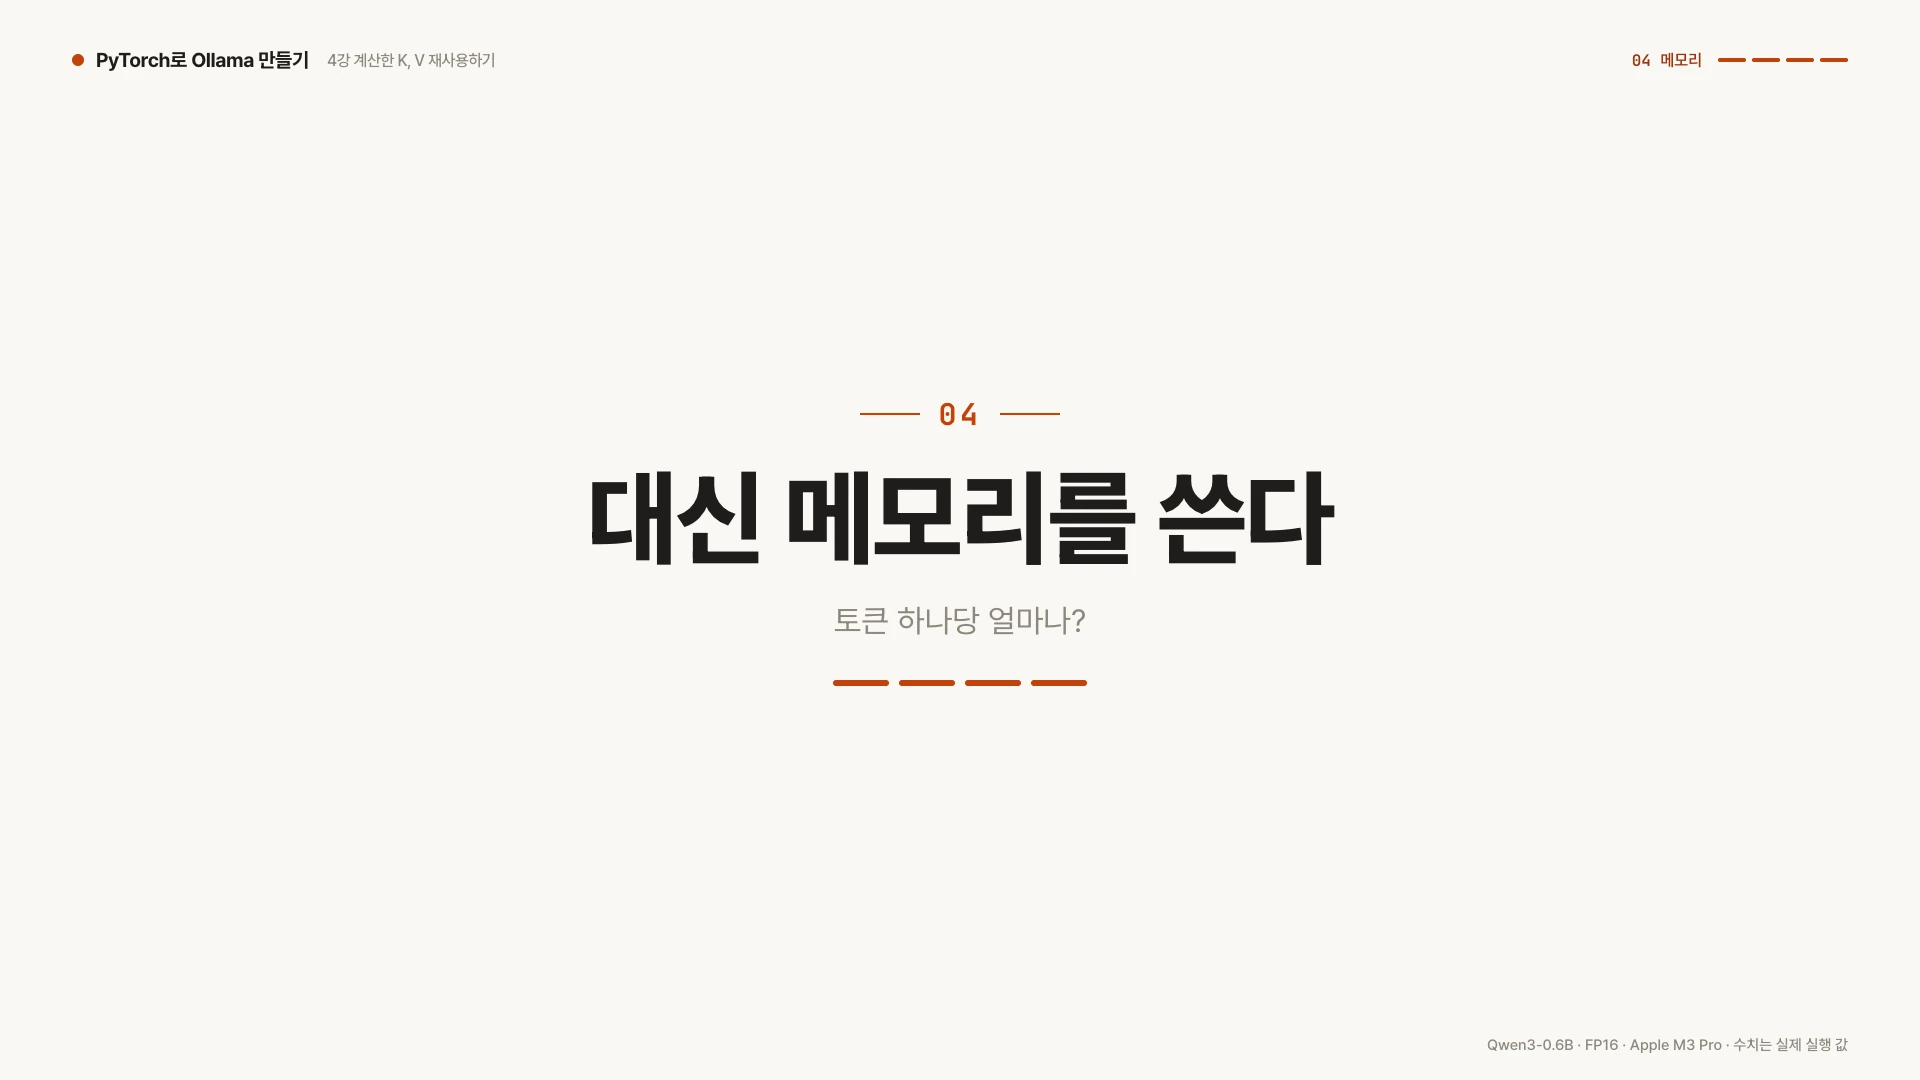 PyTorch로 Ollama 만들기 4강 계산한 K, V 재사용하기
04 메모리
04
대신 메모리를 쓴다
토큰 하나당 얼마나?
Qwen3-0.6B · FP16 · Apple M3 Pro · 수치는 실제 실행 값